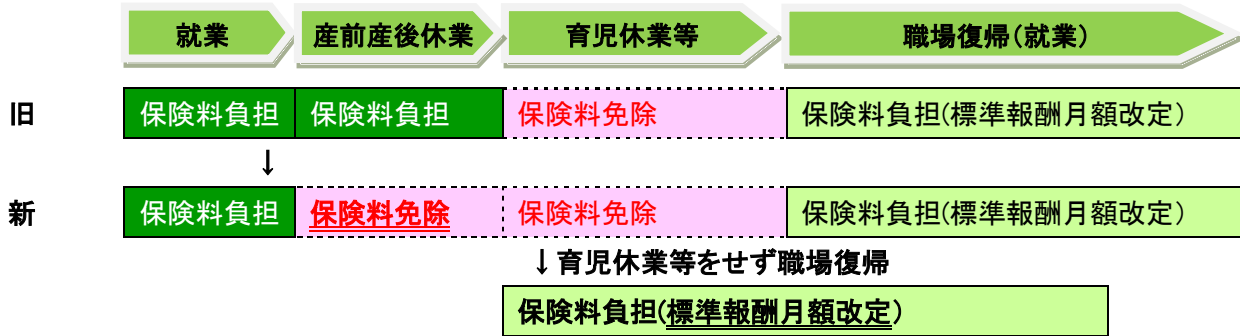 就業 産前産後休業 育児休業等 職場復帰(就業)
旧 保険料負担 保険料負担 保険料免除 保険料負担(標準報酬月額改定)
↓
新 保険料負担 保険料免除 保険料免除 保険料負担(標準報酬月額改定)
↓育児休業等をせず職場復帰
保険料負担(標準報酬月額改定)